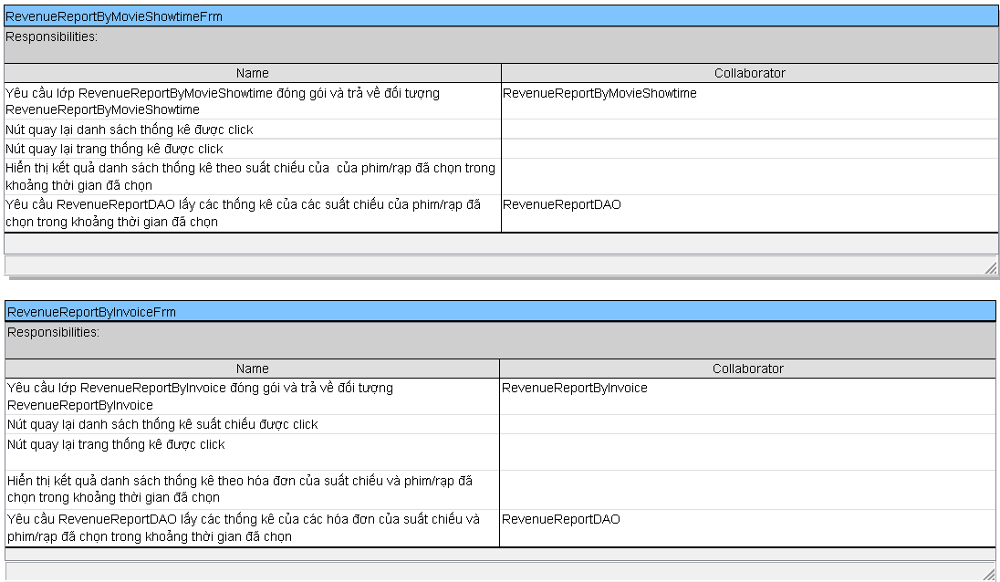 RevenueReportByMovieShowtimeFrm
Responsibilities:
Name
Collaborator
Yêu cầu lớp RevenueReportByMovieShowtime đóng gói và trả về đối tượng
RevenueReportByMovieShowtime
RevenueReportByMovieShowtime
Nút quay lại danh sách thống kê được click
Nút quay lại trang thống kê được click
Hiển thị kết quả danh sách thống kê theo suất chiếu của  của phim/rạp đã chọn trong
khoảng thời gian đã chọn
Yêu cầu RevenueReportDAO lấy các thống kê của các suất chiếu của phim/rạp đã
chọn trong khoảng thời gian đã chọn
RevenueReportDAO
RevenueReportByInvoiceFrm
Responsibilities:
Name
Collaborator
Yêu cầu lớp RevenueReportByInvoice đóng gói và trả về đối tượng
RevenueReportByInvoice
RevenueReportByInvoice
Nút quay lại danh sách thống kê suất chiếu được click
Nút quay lại trang thống kê được click
Hiển thị kết quả danh sách thống kê theo hóa đơn của suất chiếu và phim/rạp đã
chọn trong khoảng thời gian đã chọn
Yêu cầu RevenueReportDAO lấy các thống kê của các hóa đơn của suất chiếu và
phim/rạp đã chọn trong khoảng thời gian đã chọn
RevenueReportDAO